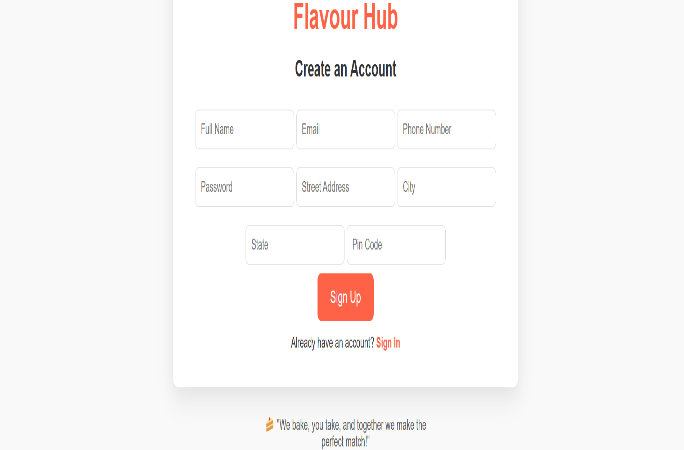 Flavour Hub
Create an Account
Full Name Email Phone Number
Password Street Address City
State Pin Code
Sign Up
Already have an account? Sign In
"We bake, you take, and together we make the
perfect match!"